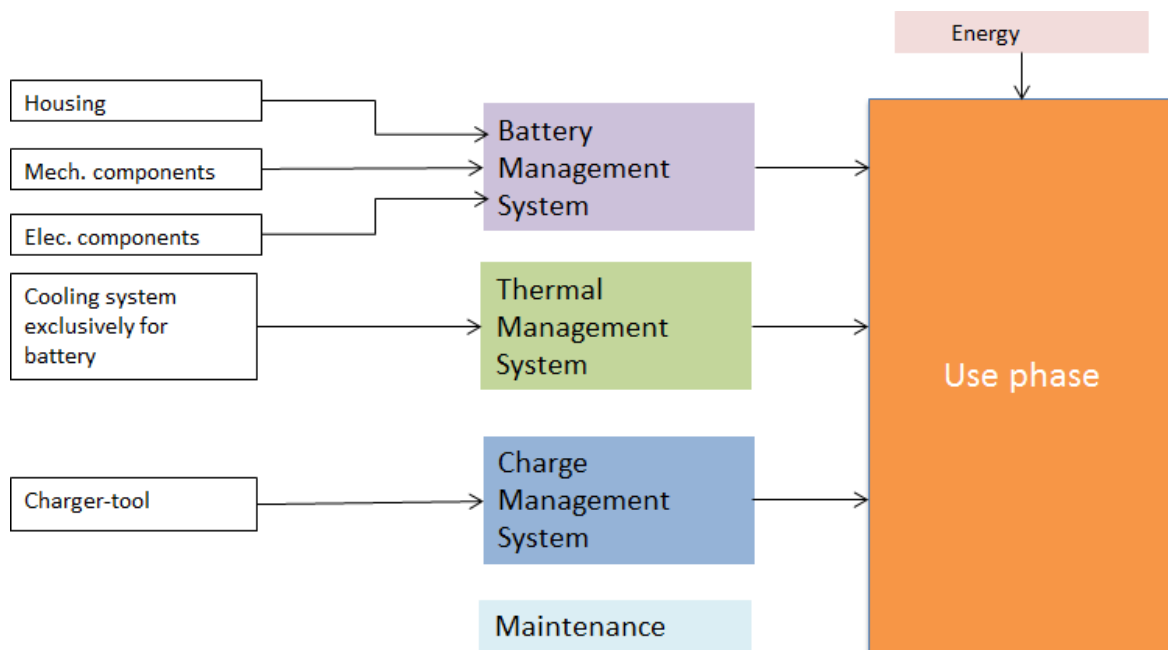 Energy
Housing
Mech. components
Elec. components
Battery
Management
System
Cooling system
exclusively for
battery
Thermal
Management
System
Use phase
Charger-tool
Charge
Management
System
Maintenance